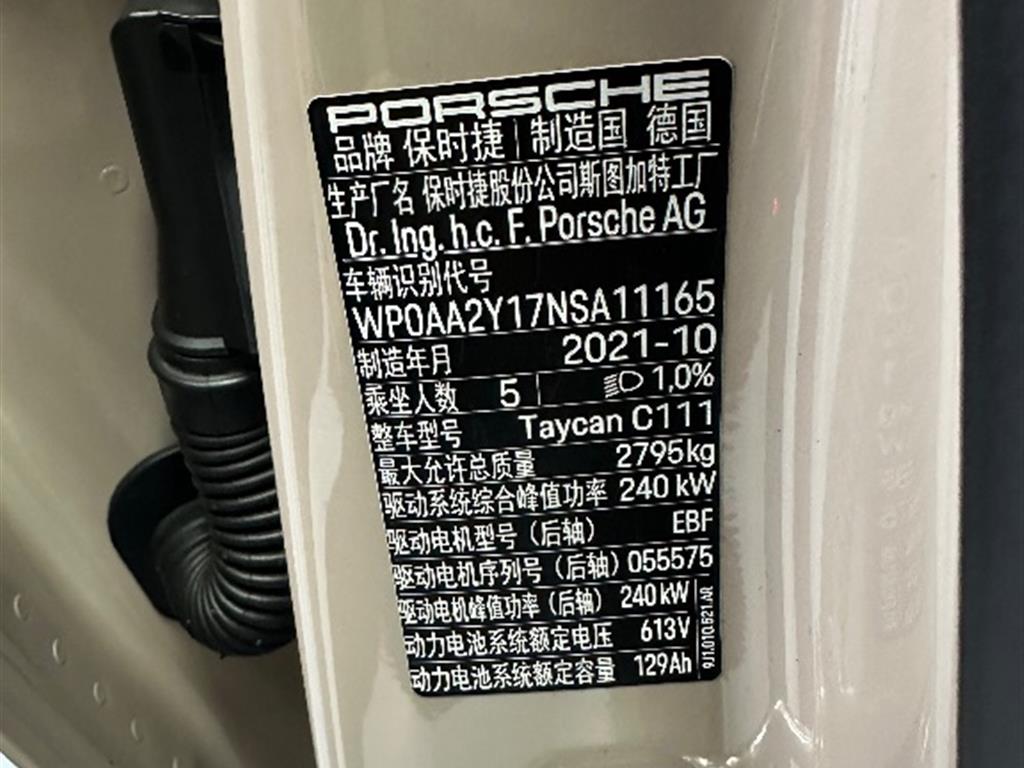 PORSCHE
品牌 保时捷 制造国 德国
生产厂名 保时捷股份公司斯图加特工厂
Dr. Ing. h.c. F. Porsche AG
车辆识别代号
WP0AA2Y17NSA11165
制造年月 2021-10
乘坐人数 5 1,0%
整车型号 Taycan C111
最大允许总质量 2795kg
驱动系统综合峰值功率 240 kW
驱动电机型号（后轴） EBF
驱动电机序列号（后轴） 055575
驱动电机峰值功率（后轴） 240 kW
动力电池系统额定电压 613V
动力电池系统额定容量 129Ah
9J1.010.621.AR